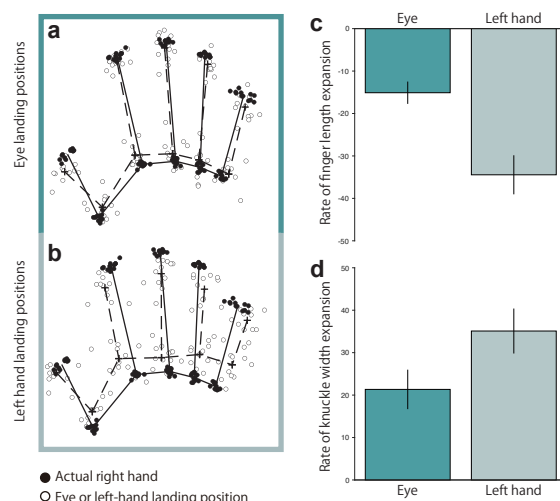 a
Eye landing positions
b
Left hand landing positions
Actual right hand
Eye or left-hand landing position
c
Eye Left hand
Rate of finger length expansion
0
-10
-20
-30
-40
-50
d
Rate of knuckle width expansion
50
40
30
20
10
0
Eye Left hand